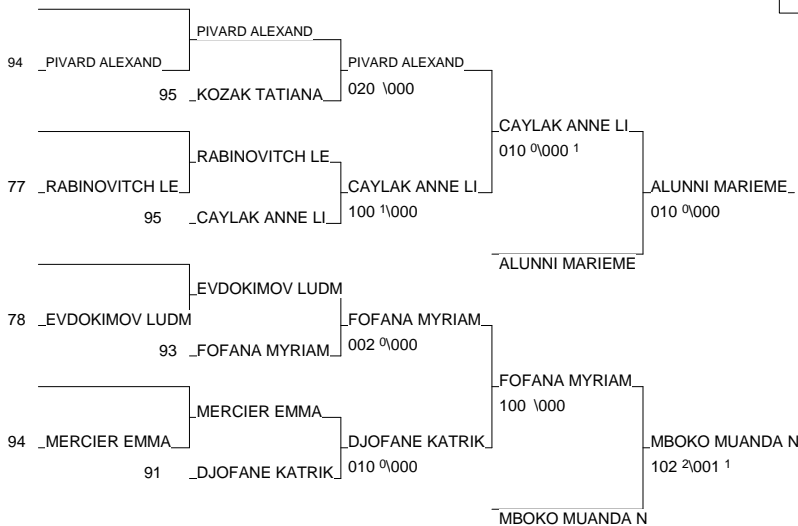 PIVARD ALEXAND
94 PIVARD ALEXAND
PIVARD ALEXAND
020 \000
95 KOZAK TATIANA
CAYLAK ANNE LI
010 0\000 1
RABINOVITCH LE
77 RABINOVITCH LE
CAYLAK ANNE LI
100 1\000
ALUNNI MARIEME
010 0\000
95 CAYLAK ANNE LI
ALUNNI MARIEME
EVDOKIMOV LUDM
78 EVDOKIMOV LUDM
FOFANA MYRIAM
002 0\000
93 FOFANA MYRIAM
FOFANA MYRIAM
100 \000
MERCIER EMMA
94 MERCIER EMMA
DJOFANE KATRIK
010 0\000
MBOKO MUANDA N
102 2\001 1
91 DJOFANE KATRIK
MBOKO MUANDA N